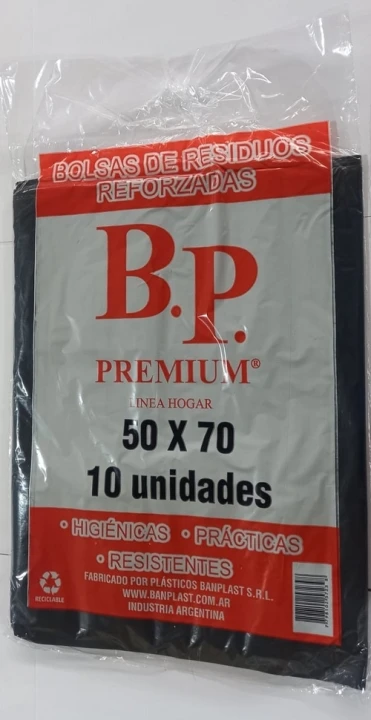 BOLSAS DE RESIDUOS
REFORZADAS
B.P.
PREMIUM®
LINEA HOGAR
50 X 70
10 unidades
• HIGIÉNICAS • PRÁCTICAS
• RESISTENTES
FABRICADO POR PLÁSTICOS BANPLAST S.R.L.
WWW.BANPLAST.COM.AR
INDUSTRIA ARGENTINA
RECICLABLE